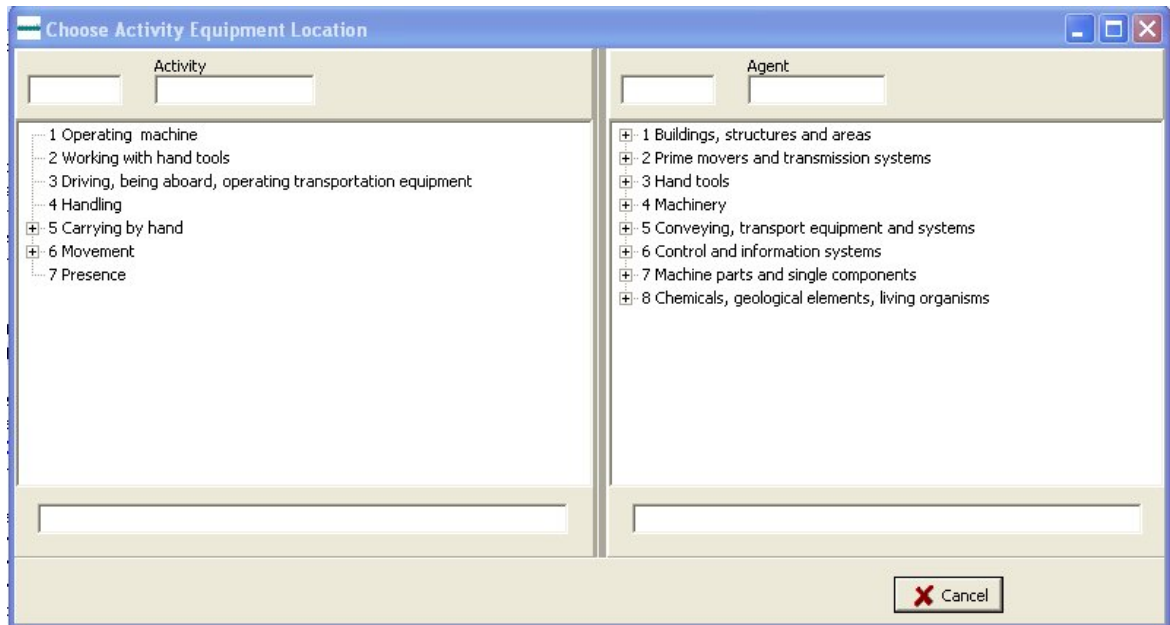 Choose Activity Equipment Location
Activity
1 Operating machine
2 Working with hand tools
3 Driving, being aboard, operating transportation equipment
4 Handling
5 Carrying by hand
6 Movement
7 Presence
Agent
1 Buildings, structures and areas
2 Prime movers and transmission systems
3 Hand tools
4 Machinery
5 Conveying, transport equipment and systems
6 Control and information systems
7 Machine parts and single components
8 Chemicals, geological elements, living organisms
Cancel